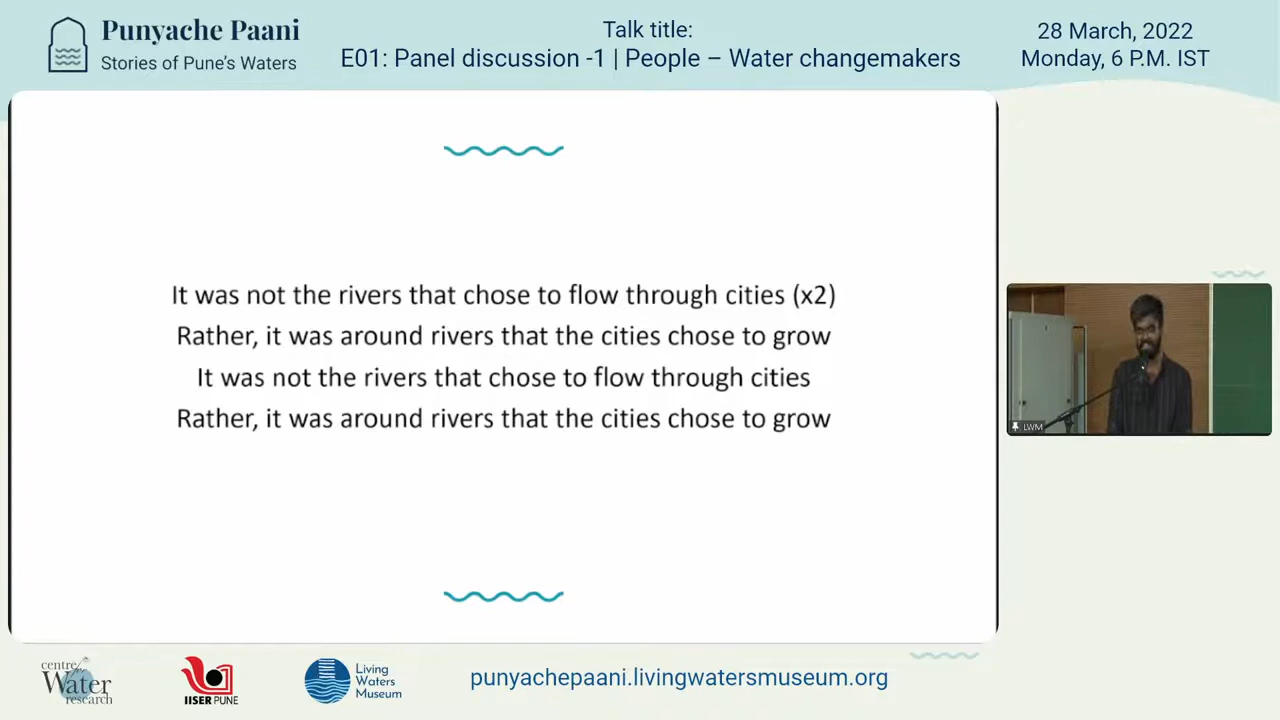 Punyache Paani
Stories of Pune's Waters
Talk title:
E01: Panel discussion -1 | People – Water changemakers
28 March, 2022
Monday, 6 P.M. IST
It was not the rivers that chose to flow through cities (x2)
Rather, it was around rivers that the cities chose to grow
It was not the rivers that chose to flow through cities
Rather, it was around rivers that the cities chose to grow
LWM
centre
for
Water
research
IISER PUNE
Living
Waters
Museum
punyachepaani.livingwatersmuseum.org